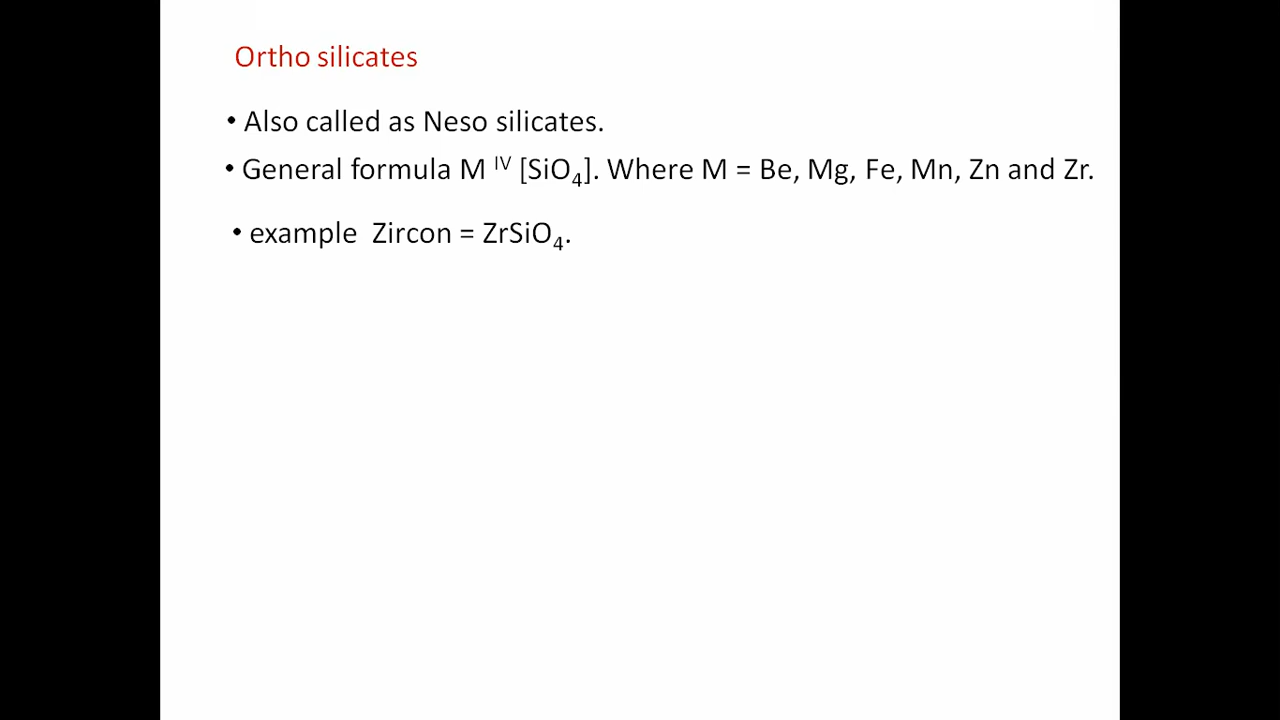 Ortho silicates
• Also called as Neso silicates.
• General formula M ᴵⱽ [SiO₄]. Where M = Be, Mg, Fe, Mn, Zn and Zr.
• example Zircon = ZrSiO₄.